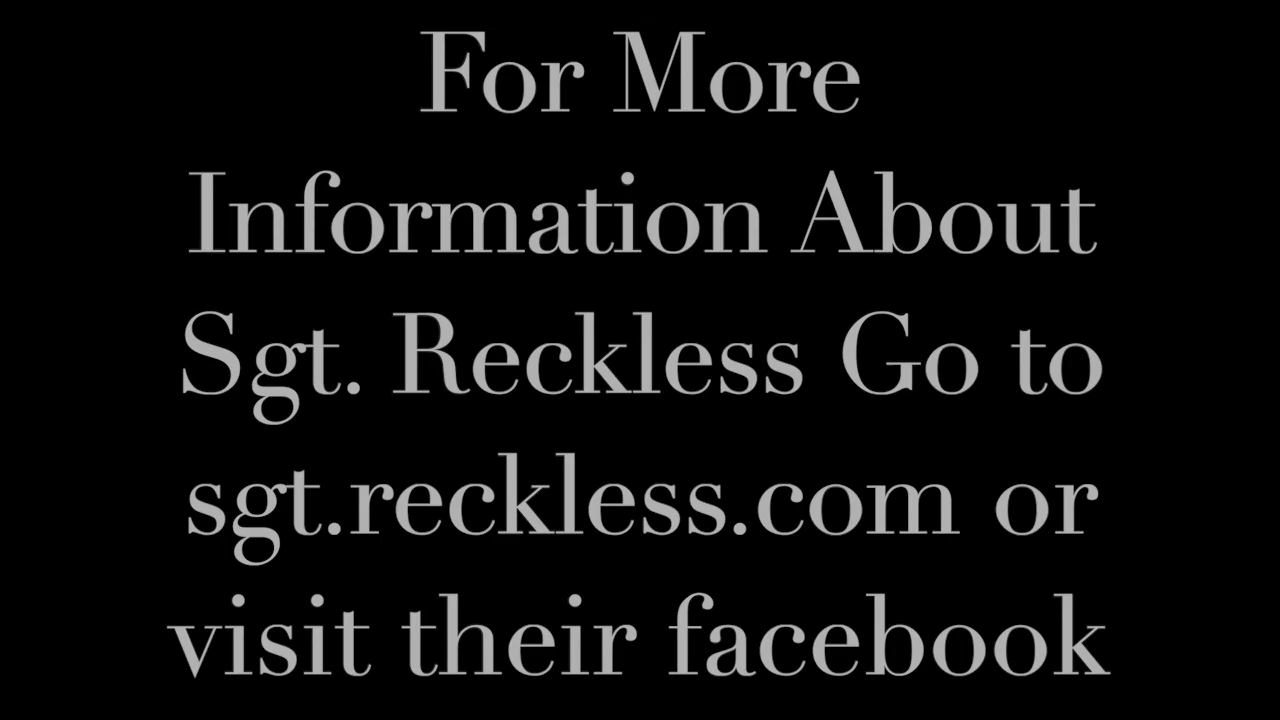 For More
Information About
Sgt. Reckless Go to
sgt.reckless.com or
visit their facebook